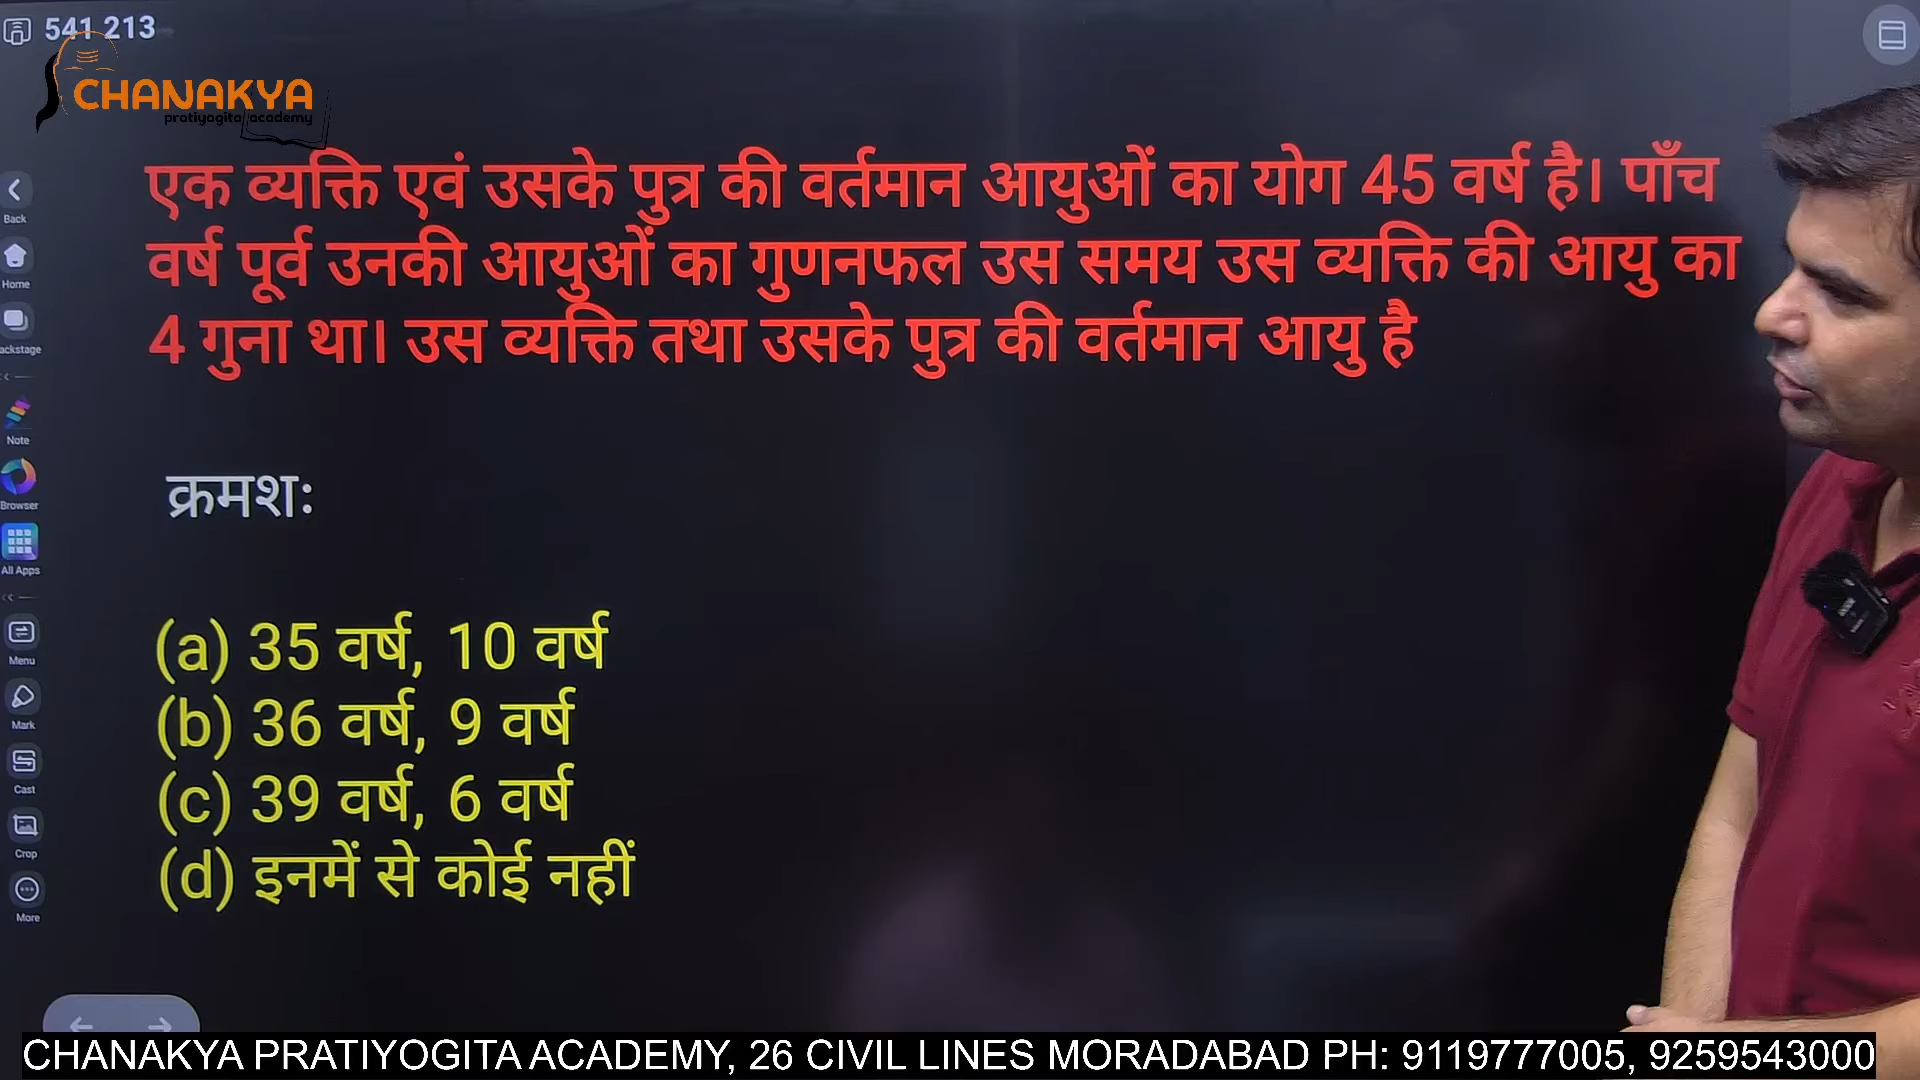 541 213
CHANAKYA
pratiyogita academy
एक व्यक्ति एवं उसके पुत्र की वर्तमान आयुओं का योग 45 वर्ष है। पाँच
वर्ष पूर्व उनकी आयुओं का गुणनफल उस समय उस व्यक्ति की आयु का
4 गुना था। उस व्यक्ति तथा उसके पुत्र की वर्तमान आयु है
क्रमशः
(a) 35 वर्ष, 10 वर्ष
(b) 36 वर्ष, 9 वर्ष
(c) 39 वर्ष, 6 वर्ष
(d) इनमें से कोई नहीं
Back
Home
ackstage
Note
Browser
All Apps
Menu
Mark
Cast
Crop
More
CHANAKYA PRATIYOGITA ACADEMY, 26 CIVIL LINES MORADABAD PH: 9119777005, 9259543000